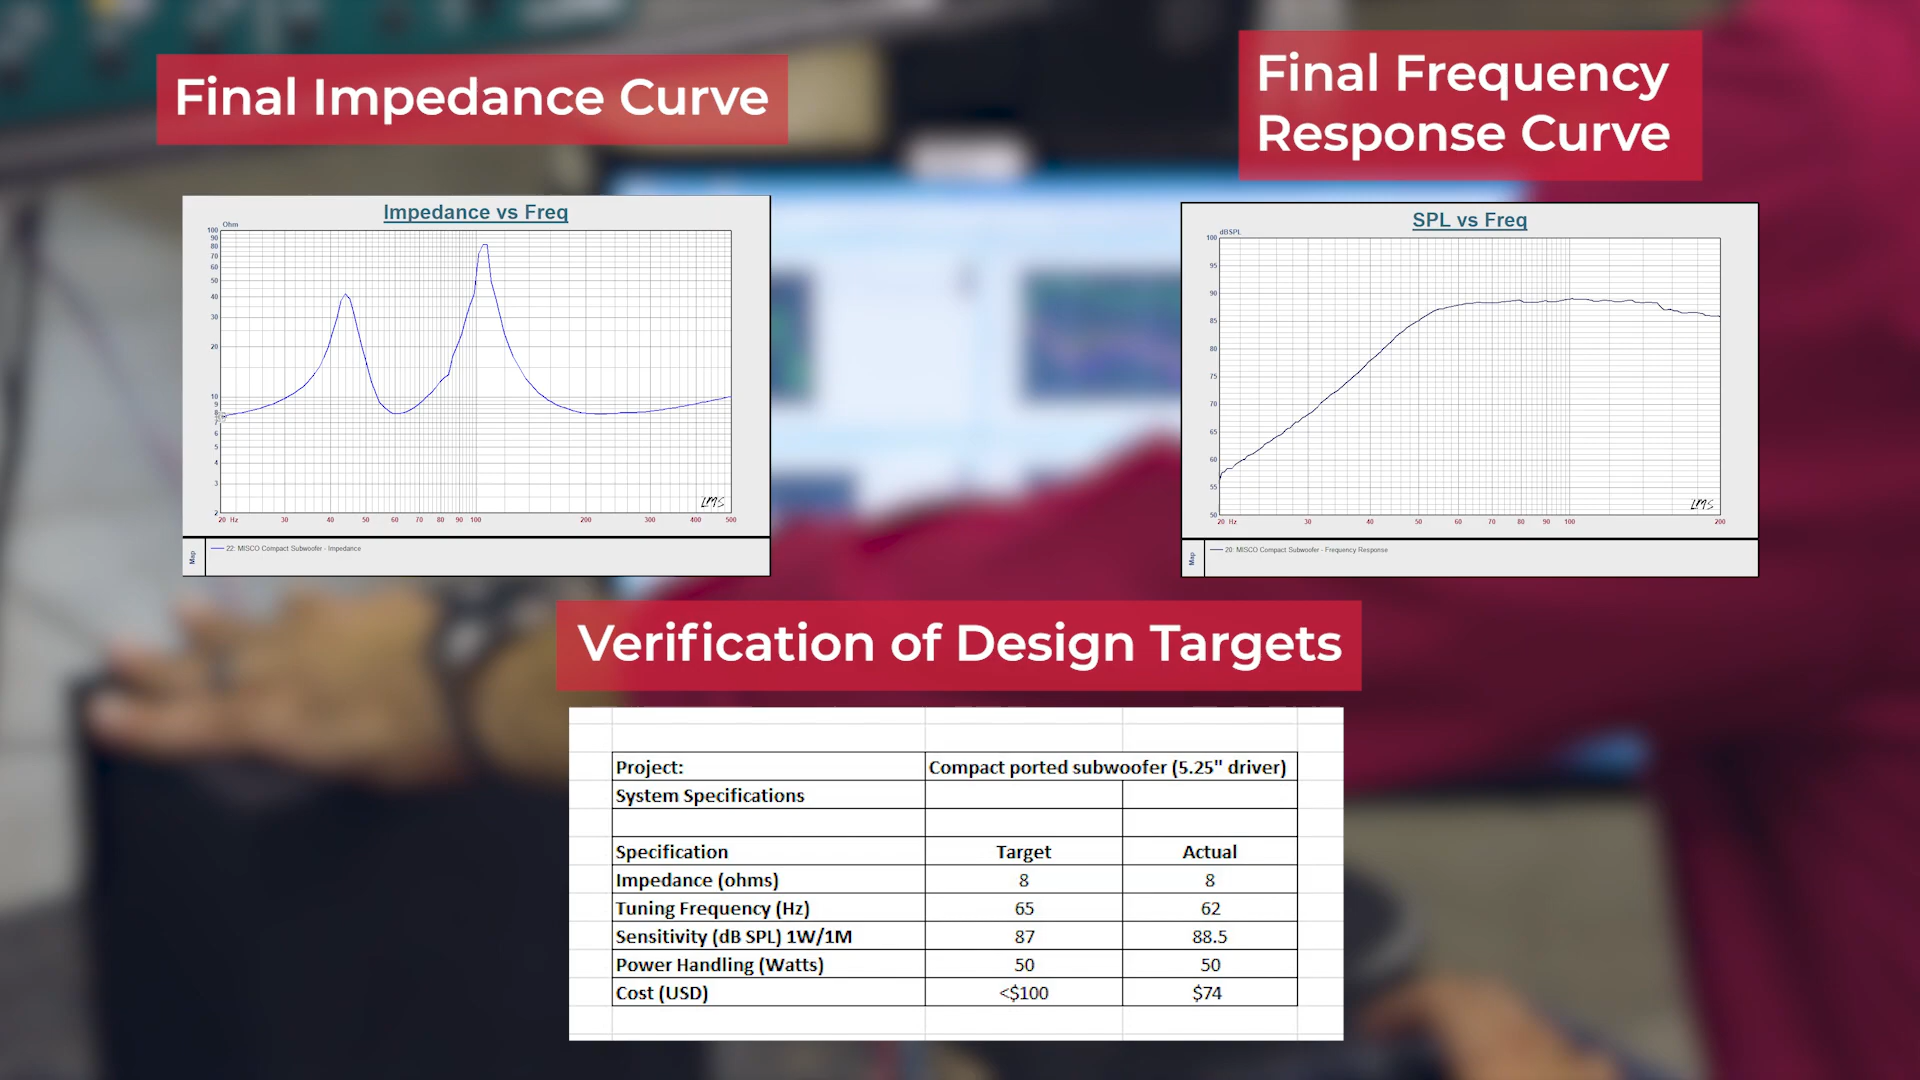 Final Impedance Curve
Final Frequency
Response Curve
Impedance vs Freq
Ohm
100
90
80
70
60
50
40
30
20
10
9
8
7
6
5
4
3
2
20 Hz 30 40 50 60 70 80 90 100 200 300 400 500
LMS
Map
22: MISCO Compact Subwoofer - Impedance
SPL vs Freq
dBSPL
100
95
90
85
80
75
70
65
60
55
50
20 Hz 30 40 50 60 70 80 90 100 200
LMS
Map
20: MISCO Compact Subwoofer - Frequency Response
Verification of Design Targets
Project: Compact ported subwoofer (5.25" driver)
System Specifications
Specification Target Actual
Impedance (ohms) 8 8
Tuning Frequency (Hz) 65 62
Sensitivity (dB SPL) 1W/1M 87 88.5
Power Handling (Watts) 50 50
Cost (USD) <$100 $74